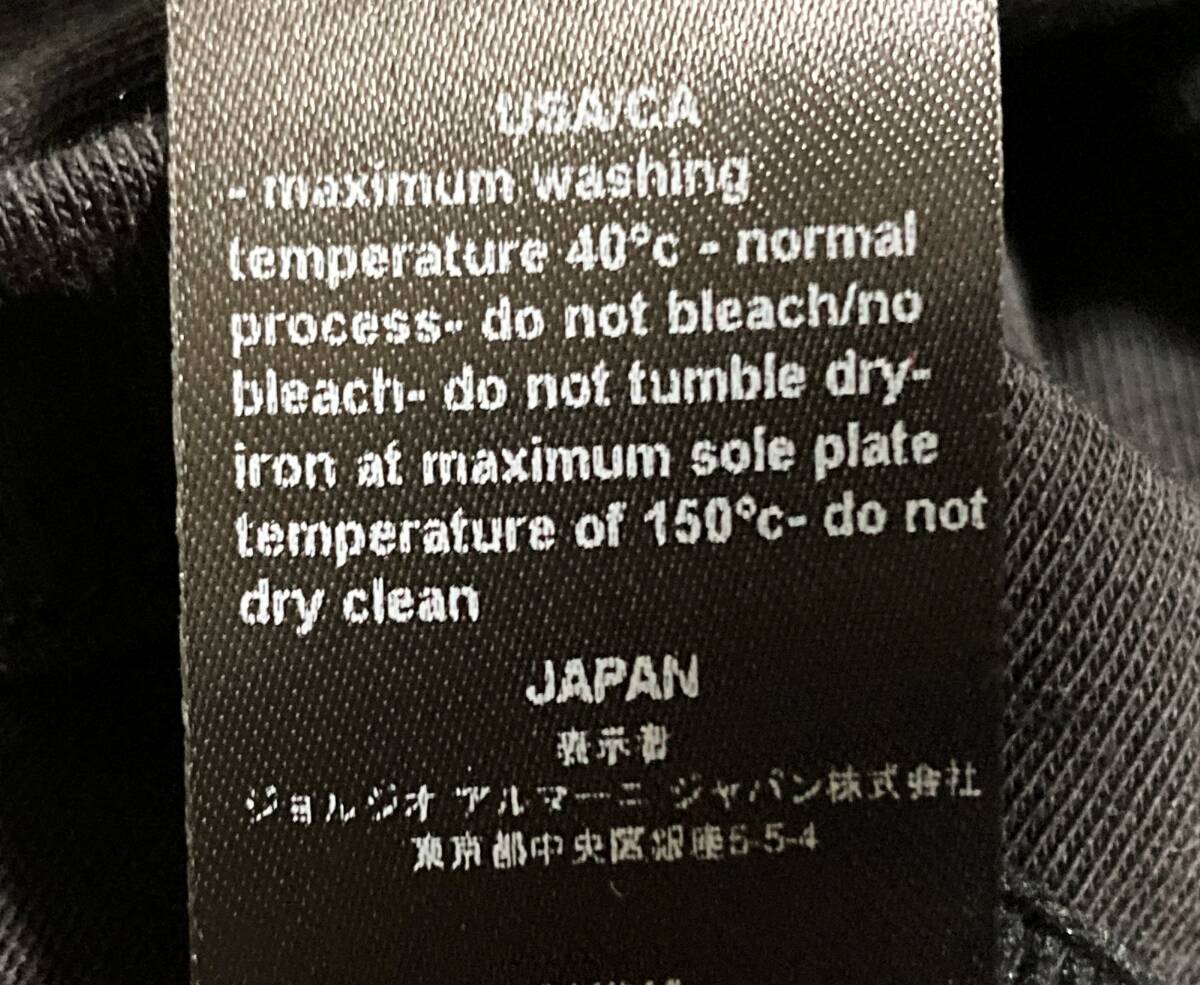 USA/CA
- maximum washing
temperature 40°c - normal
process- do not bleach/no
bleach- do not tumble dry-
iron at maximum sole plate
temperature of 150°c- do not
dry clean
JAPAN
表示者
ジョルジオ アルマーニ ジャパン株式会社
東京都中央区銀座5-5-4